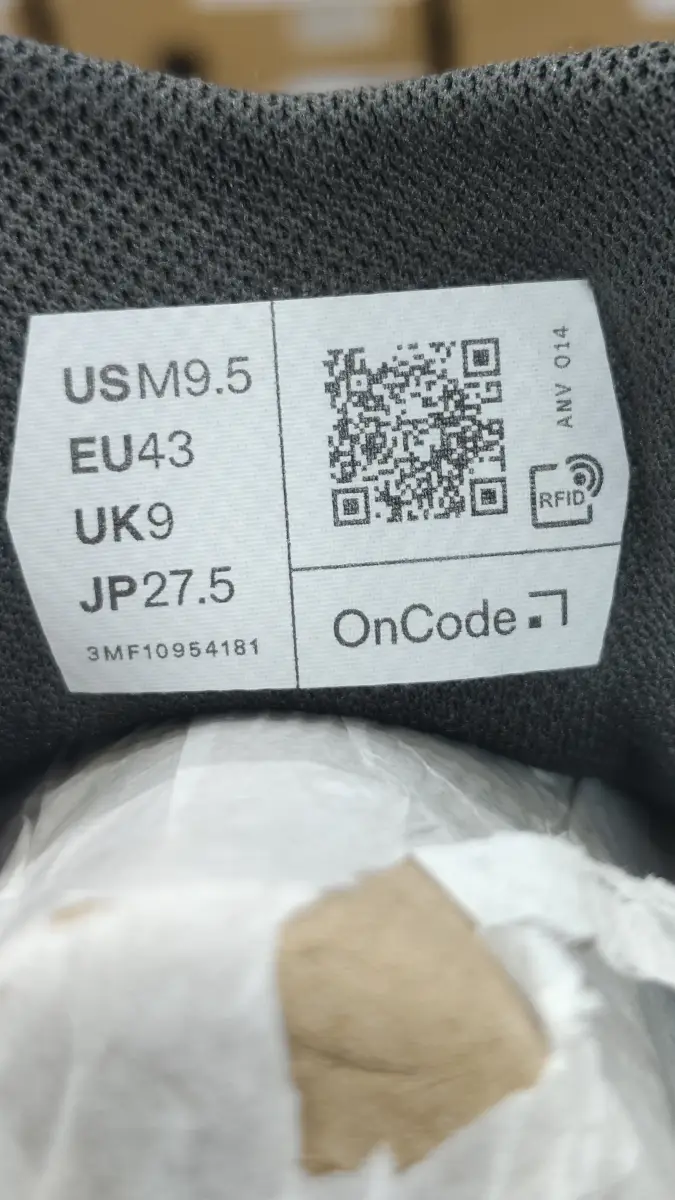 USM9.5
EU43
UK9
JP27.5
3MF10954181
ANV 014
RFID
OnCode